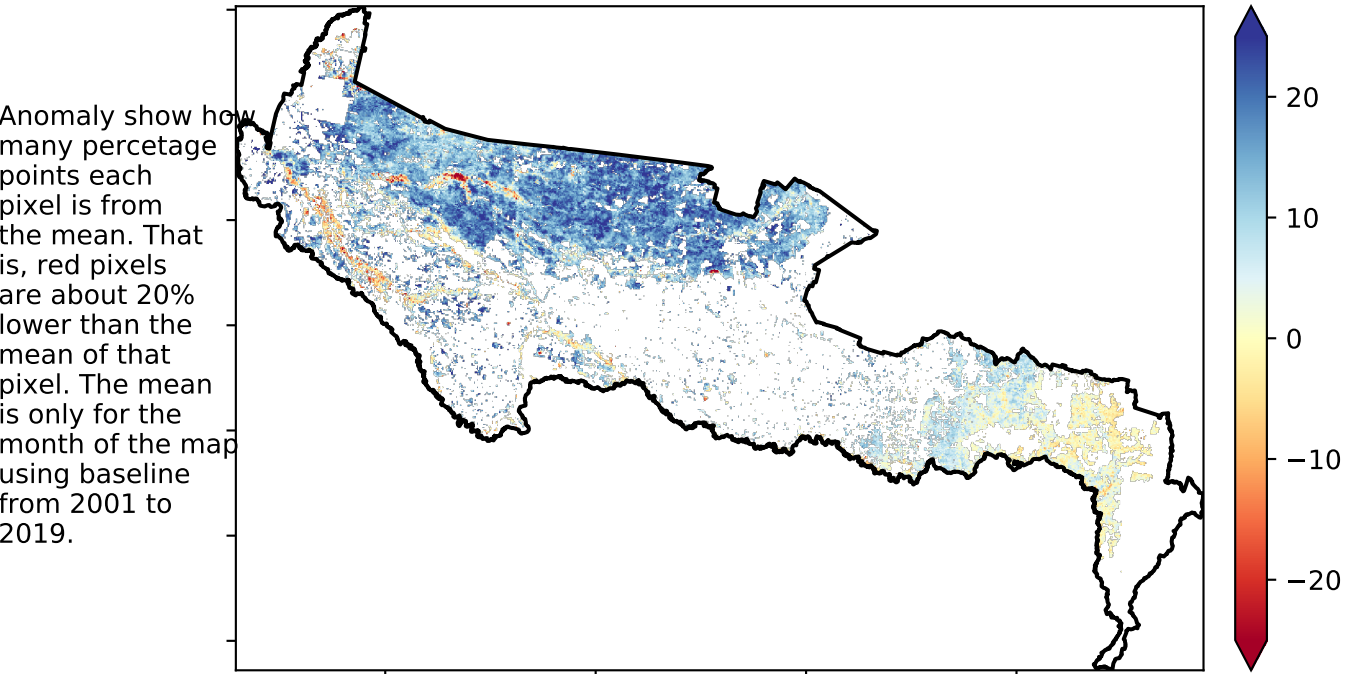 Anomaly show how
many percetage
points each
pixel is from
the mean. That
is, red pixels
are about 20%
lower than the
mean of that
pixel. The mean
is only for the
month of the map
using baseline
from 2001 to
2019.
20
10
0
−10
−20